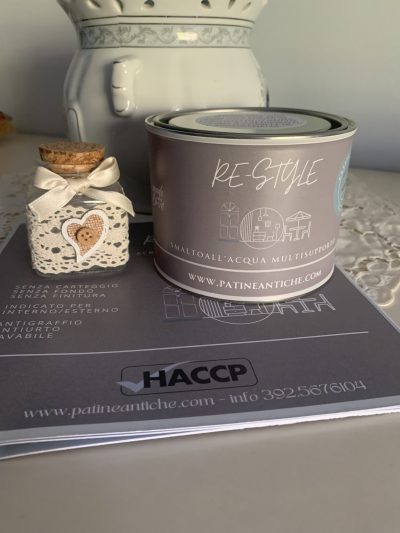 RE-STYLE
SMALTOALL'ACQUA MULTISUPPORTO
WWW.PATINEANTICHE.COM
SENZA CARTEGGIO
SENZA FONDO
SENZA FINITURA
INDICATO PER
INTERNO/ESTERNO
ANTIGRAFFIO
ANTIURTO
LAVABILE
HACCP
www.patineantiche.com - info 392.5676104